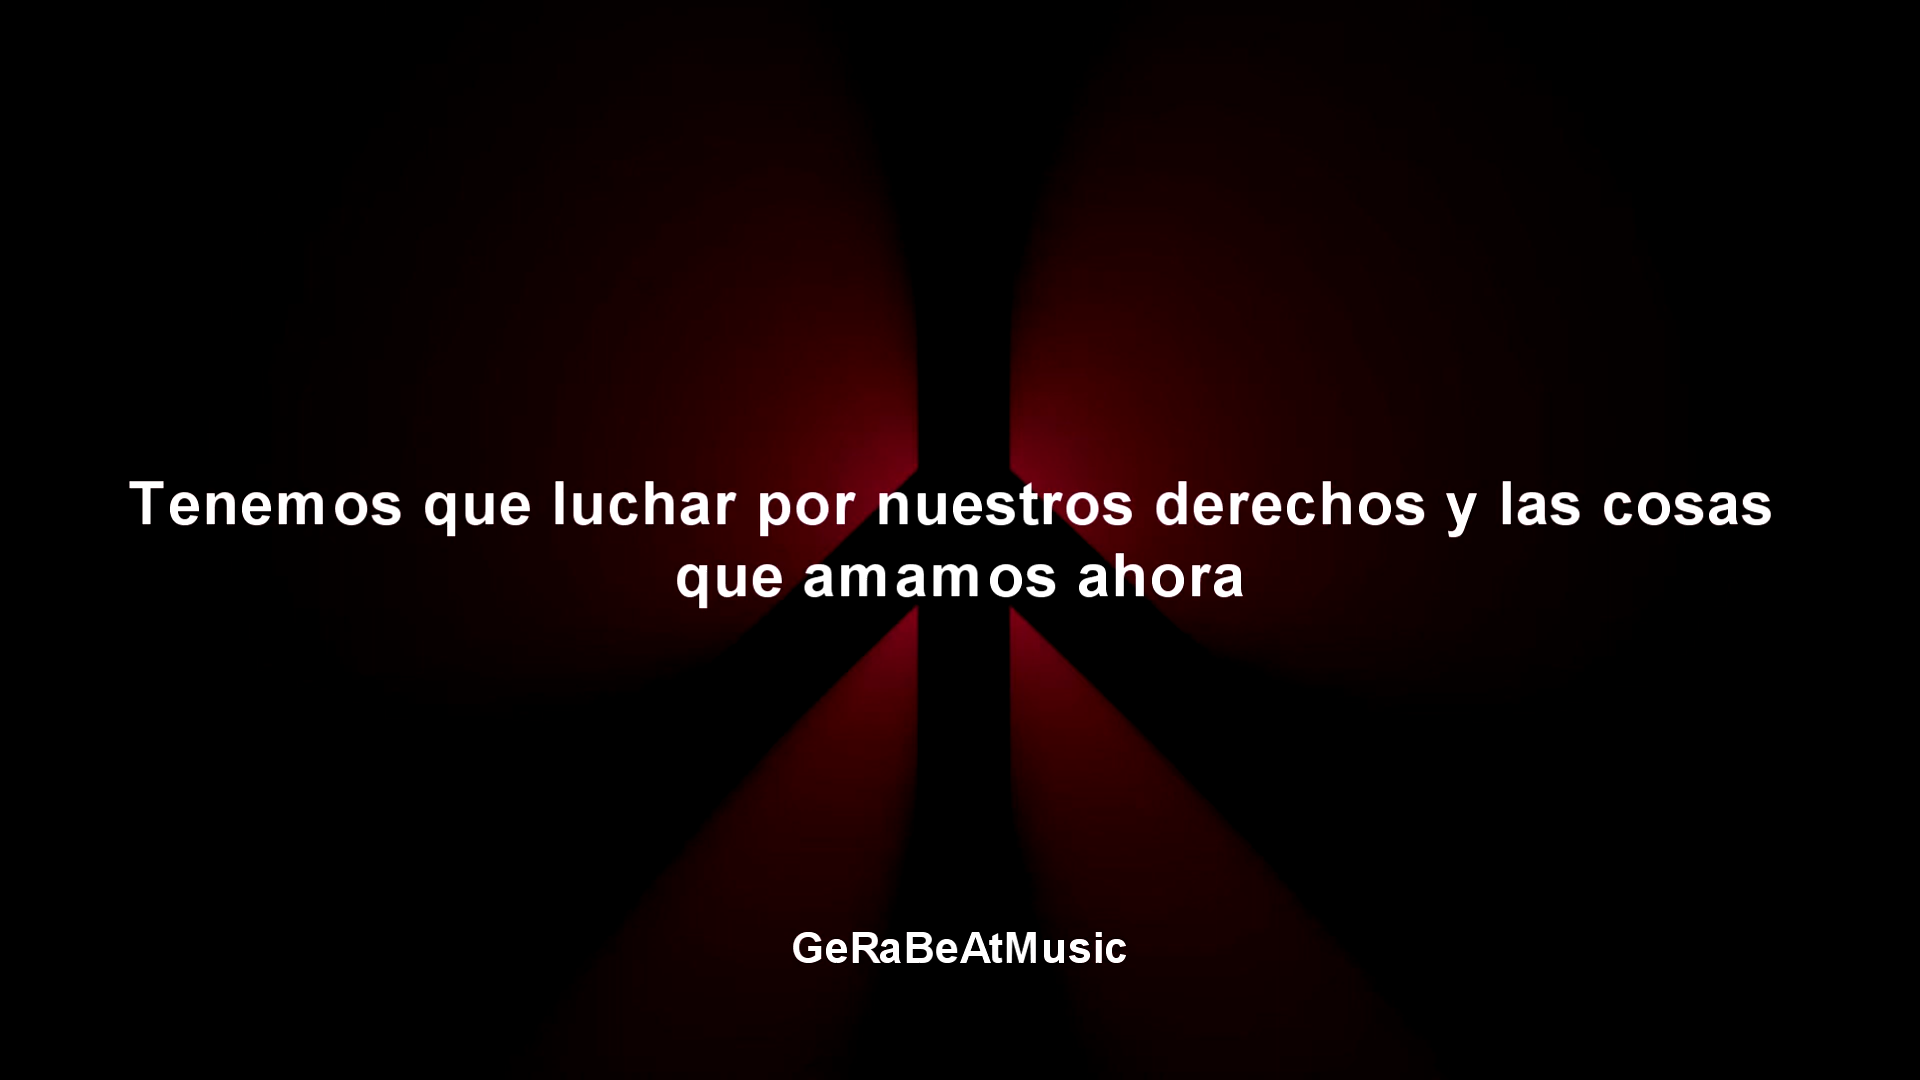 Tenemos que luchar por nuestros derechos y las cosas
que amamos ahora
GeRaBeAtMusic